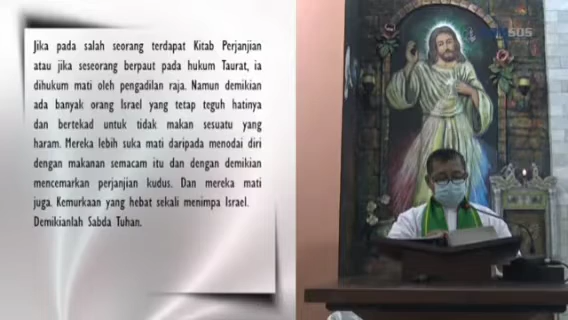 Jika pada salah seorang terdapat Kitab Perjanjian
atau jika seseorang berpaut pada hukum Taurat, ia
dihukum mati oleh pengadilan raja. Namun demikian
ada banyak orang Israel yang tetap teguh hatinya
dan bertekad untuk tidak makan sesuatu yang
haram. Mereka lebih suka mati daripada menodai diri
dengan makanan semacam itu dan dengan demikian
mencemarkan perjanjian kudus. Dan mereka mati
juga. Kemurkaan yang hebat sekali menimpa Israel.
Demikianlah Sabda Tuhan.